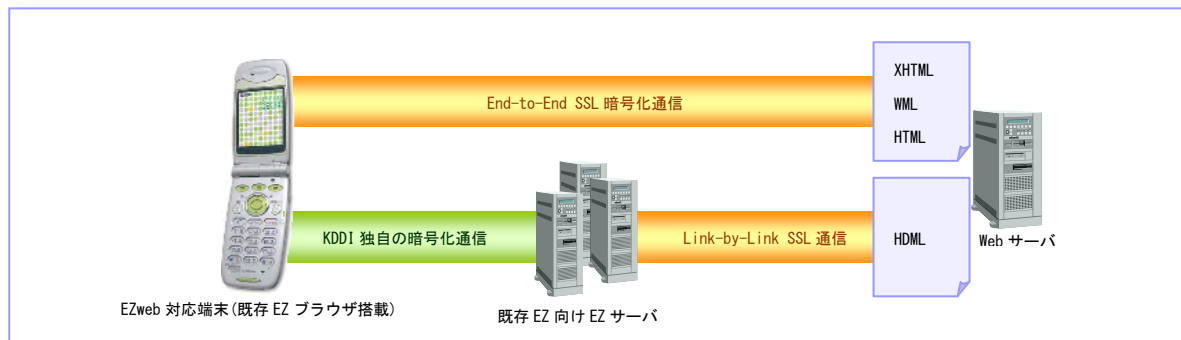 XHTML
End-to-End SSL 暗号化通信
WML
HTML
KDDI 独自の暗号化通信
Link-by-Link SSL 通信
HDML
Web サーバ
EZweb 対応端末(既存 EZ ブラウザ搭載)
既存 EZ 向け EZ サーバ